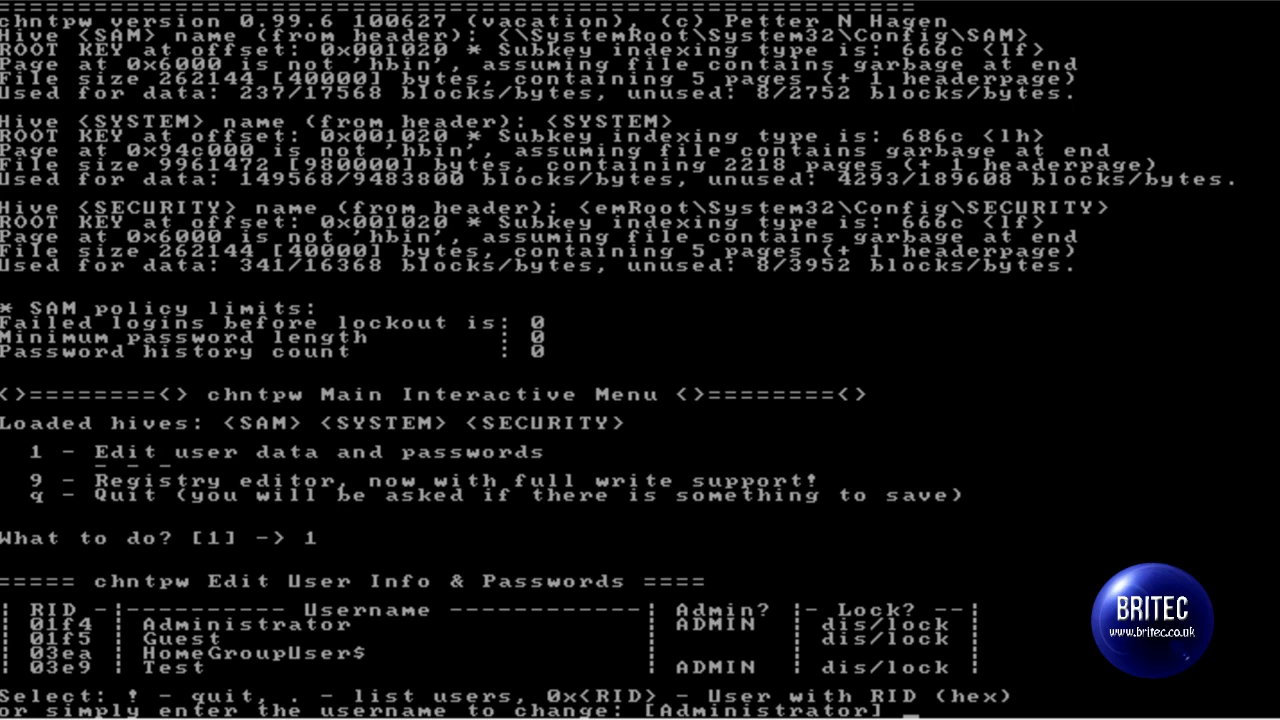 chntpw version 0.99.6 100627 (vacation), (c) Petter N Hagen
Hive <SAM> name (from header): <\SystemRoot\System32\Config\SAM>
ROOT KEY at offset: 0x001020 * Subkey indexing type is: 666c <lf>
Page at 0x6000 is not 'hbin', assuming file contains garbage at end
File size 262144 [40000] bytes, containing 5 pages (+ 1 headerpage)
Used for data: 237/17568 blocks/bytes, unused: 8/2752 blocks/bytes.
Hive <SYSTEM> name (from header): <SYSTEM>
ROOT KEY at offset: 0x001020 * Subkey indexing type is: 686c <lh>
Page at 0x94c000 is not 'hbin', assuming file contains garbage at end
File size 9961472 [980000] bytes, containing 2218 pages (+ 1 headerpage)
Used for data: 149568/9483800 blocks/bytes, unused: 4293/189608 blocks/bytes.
Hive <SECURITY> name (from header): <emRoot\System32\Config\SECURITY>
ROOT KEY at offset: 0x001020 * Subkey indexing type is: 666c <lf>
Page at 0x6000 is not 'hbin', assuming file contains garbage at end
File size 262144 [40000] bytes, containing 5 pages (+ 1 headerpage)
Used for data: 341/16368 blocks/bytes, unused: 8/3952 blocks/bytes.
* SAM policy limits:
Failed logins before lockout is: 0
Minimum password length : 0
Password history count : 0
<>========<> chntpw Main Interactive Menu <>========<>
Loaded hives: <SAM> <SYSTEM> <SECURITY>
1 - Edit user data and passwords
- - -
9 - Registry editor, now with full write support!
q - Quit (you will be asked if there is something to save)
What to do? [1] -> 1
===== chntpw Edit User Info & Passwords ====
| RID -|---------- Username ------------| Admin? |- Lock? --|
| 01f4 | Administrator | ADMIN | dis/lock |
| 01f5 | Guest | | dis/lock |
| 03ea | HomeGroupUser$ | | |
| 03e9 | Test | ADMIN | dis/lock |
Select: ! - quit, . - list users, 0x<RID> - User with RID (hex)
or simply enter the username to change: [Administrator] _
BRITEC
www.britec.co.uk